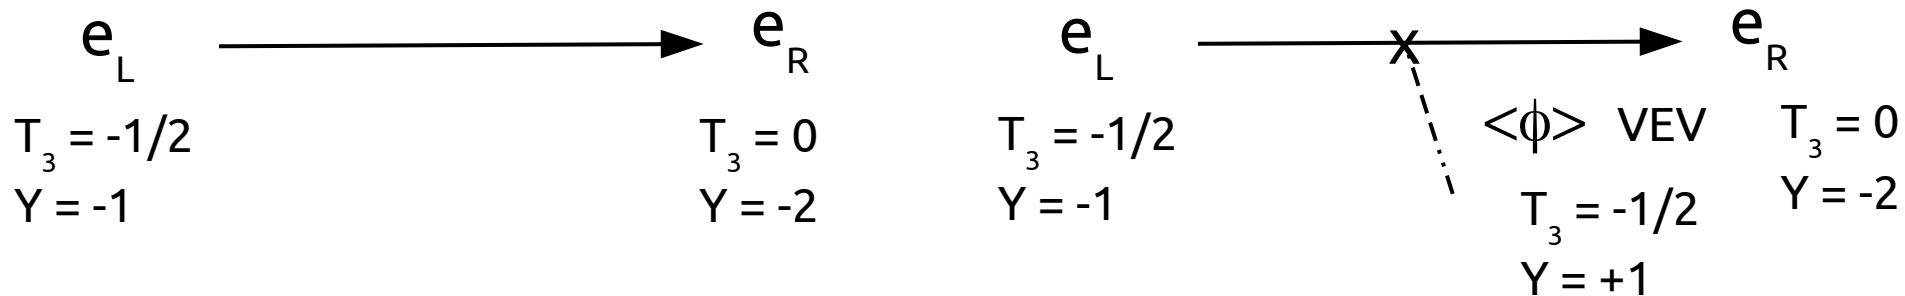 e_L
e_R
T_3 = -1/2
T_3 = 0
Y = -1
Y = -2
e_L
x
e_R
T_3 = -1/2
<ϕ> VEV
T_3 = 0
Y = -1
Y = -2
T_3 = -1/2
Y = +1